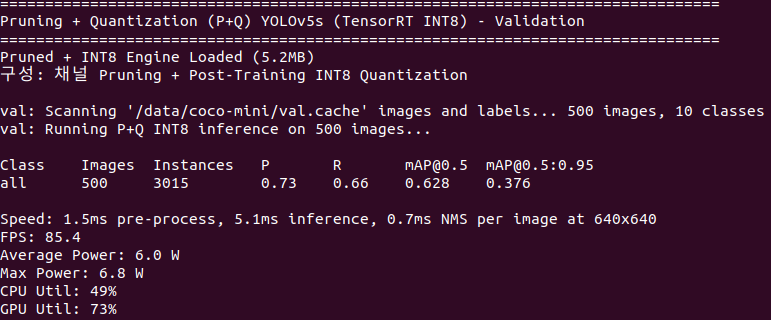 ================================================================================
Pruning + Quantization (P+Q) YOLOv5s (TensorRT INT8) - Validation
================================================================================
Pruned + INT8 Engine Loaded (5.2MB)
구성: 채널 Pruning + Post-Training INT8 Quantization
val: Scanning '/data/coco-mini/val.cache' images and labels... 500 images, 10 classes
val: Running P+Q INT8 inference on 500 images...
Class Images Instances P R mAP@0.5 mAP@0.5:0.95
all 500 3015 0.73 0.66 0.628 0.376
Speed: 1.5ms pre-process, 5.1ms inference, 0.7ms NMS per image at 640x640
FPS: 85.4
Average Power: 6.0 W
Max Power: 6.8 W
CPU Util: 49%
GPU Util: 73%